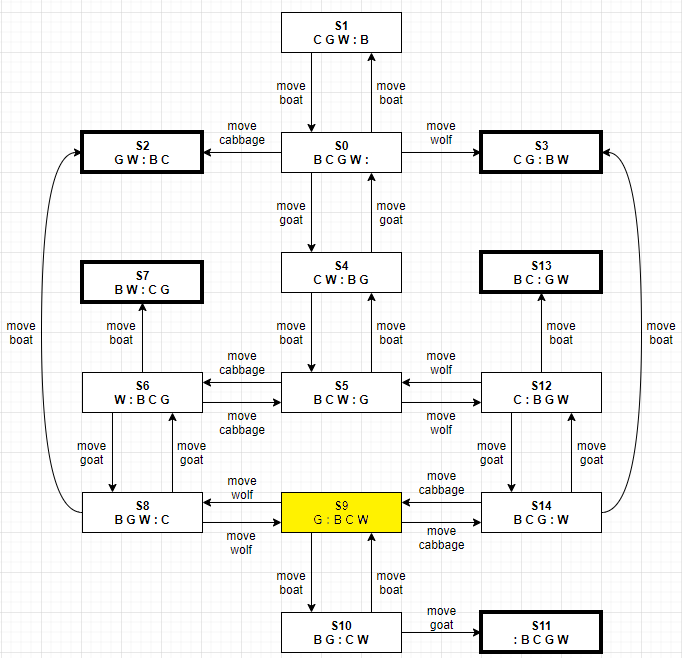 S1
C G W : B
move
boat
move
boat
S2
G W : B C
move
cabbage
S0
B C G W :
move
wolf
S3
C G : B W
move
goat
move
goat
S7
B W : C G
S4
C W : B G
S13
B C : G W
move
boat
move
boat
move
boat
move
boat
move
boat
move
boat
move
cabbage
move
wolf
S6
W : B C G
S5
B C W : G
S12
C : B G W
move
cabbage
move
wolf
move
goat
move
goat
move
goat
move
goat
move
wolf
move
cabbage
S8
B G W : C
S9
G : B C W
S14
B C G : W
move
wolf
move
cabbage
move
boat
move
boat
S10
B G : C W
move
goat
S11
: B C G W